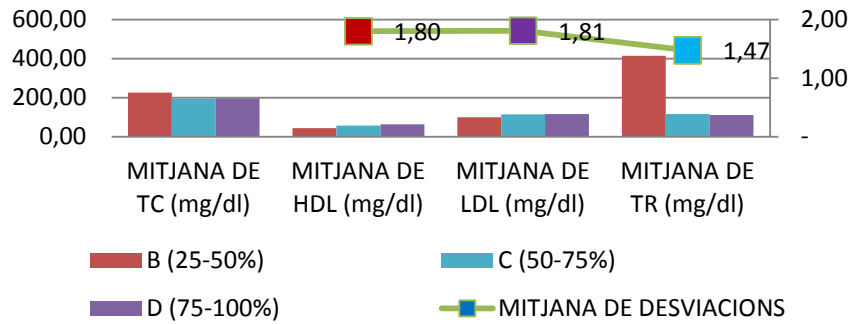 600,00
400,00
200,00
0,00
2,00
1,00
-
1,80
1,81
1,47
MITJANA DE TC (mg/dl)
MITJANA DE HDL (mg/dl)
MITJANA DE LDL (mg/dl)
MITJANA DE TR (mg/dl)
B (25-50%)
C (50-75%)
D (75-100%)
MITJANA DE DESVIACIONS